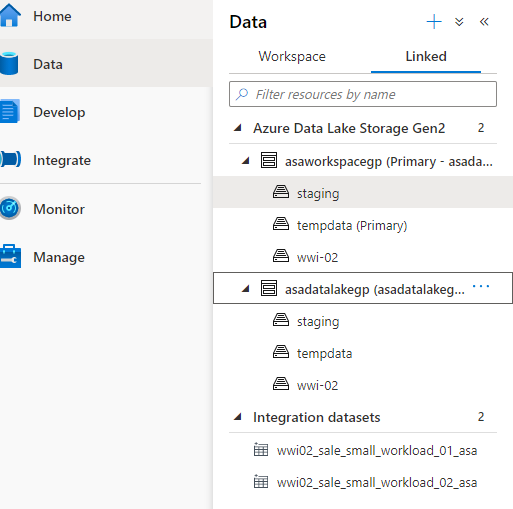 Home
Data
Develop
Integrate
Monitor
Manage
Data
Workspace
Linked
Filter resources by name
Azure Data Lake Storage Gen2 2
asaworkspacegp (Primary - asada...
staging
tempdata (Primary)
wwi-02
asadatalakegp (asadatalakeg... ...
staging
tempdata
wwi-02
Integration datasets 2
wwi02_sale_small_workload_01_asa
wwi02_sale_small_workload_02_asa